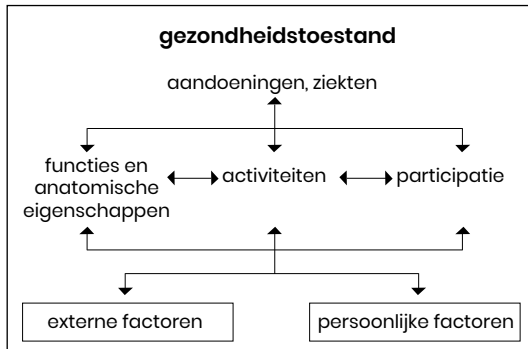 gezondheidstoestand
aandoeningen, ziekten
functies en
anatomische
eigenschappen
activiteiten
participatie
externe factoren
persoonlijke factoren